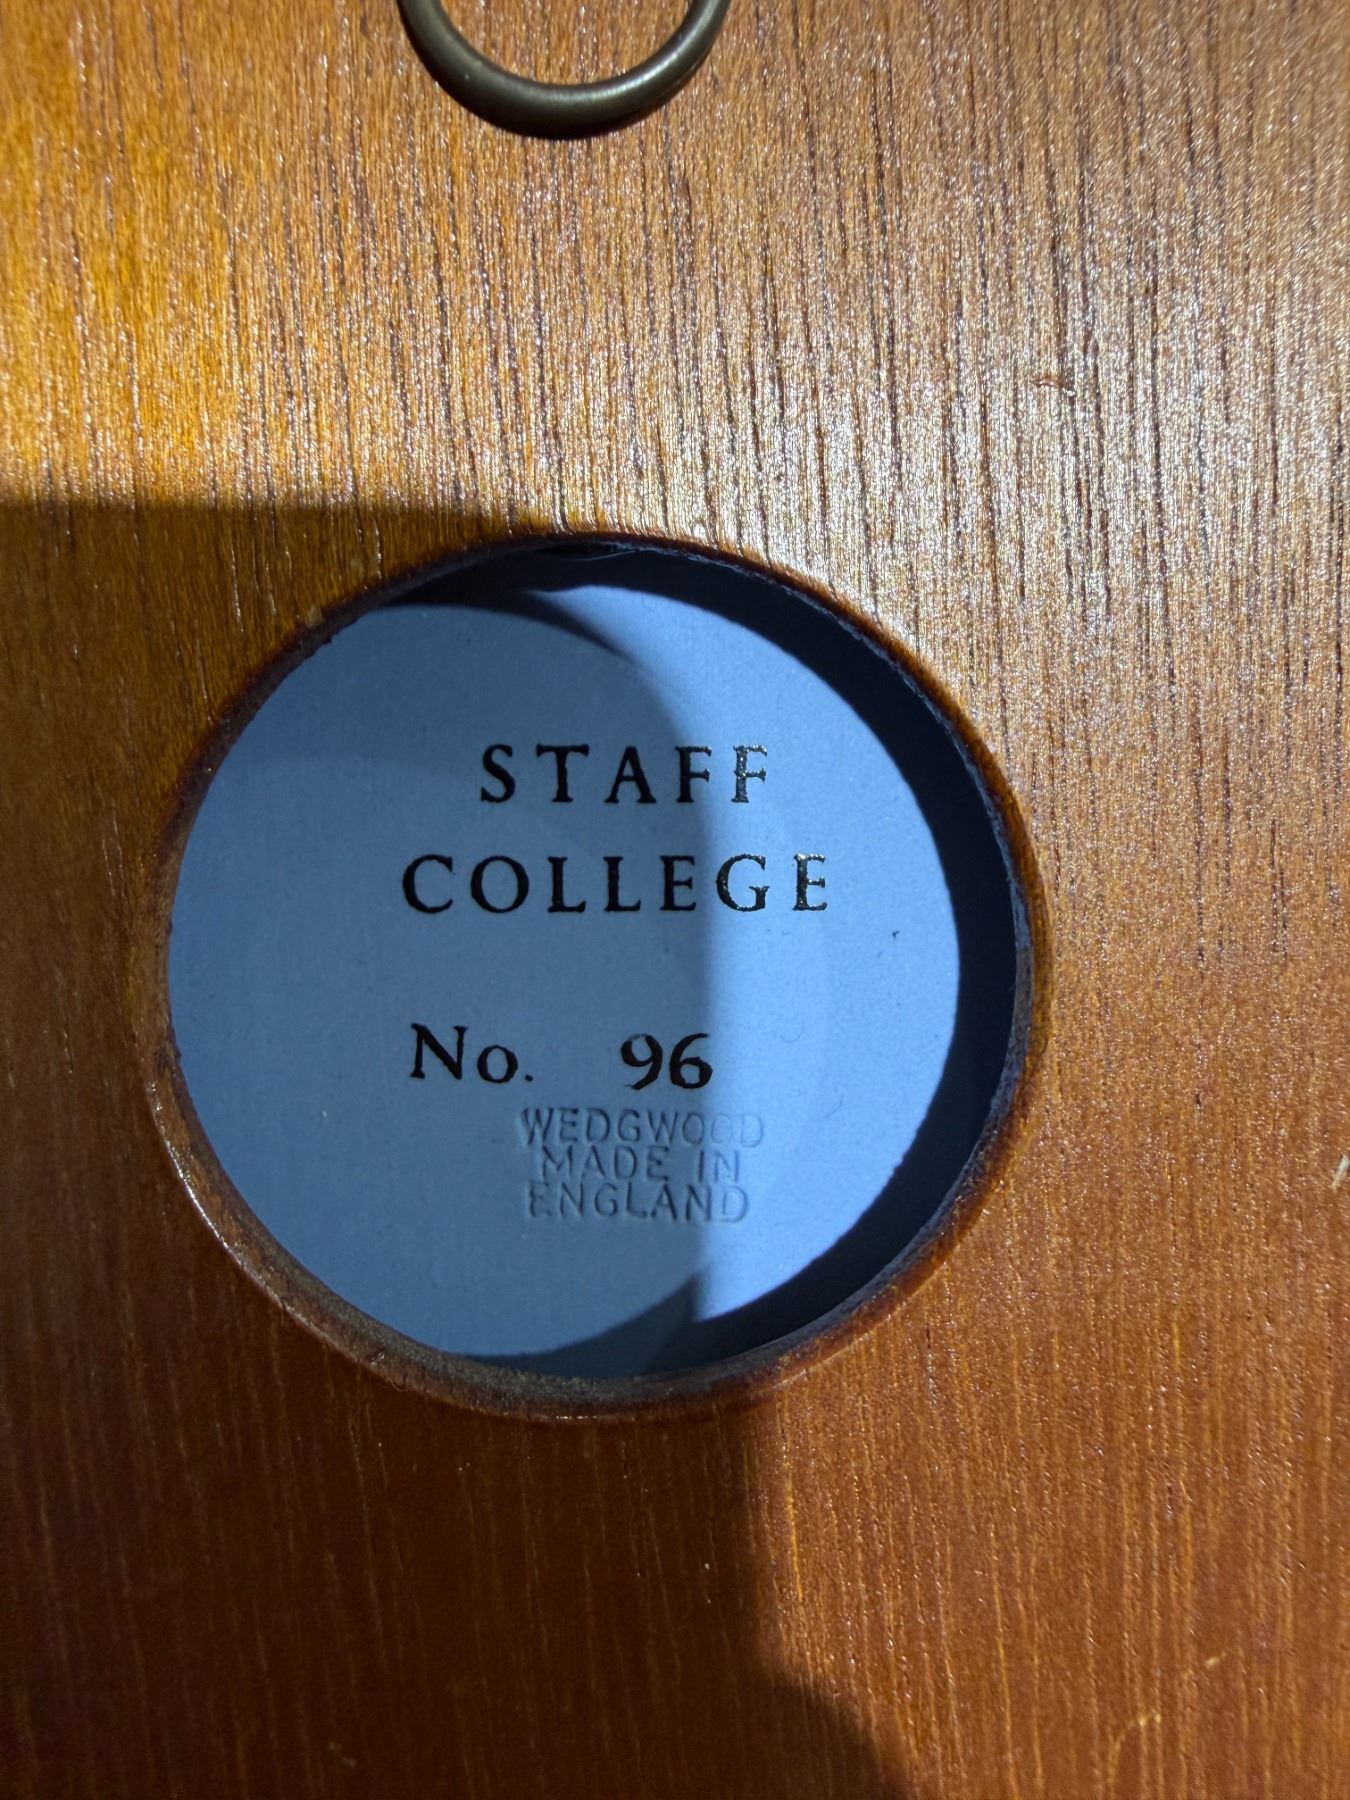 STAFF
COLLEGE
No. 96
WEDGWOOD
MADE IN
ENGLAND